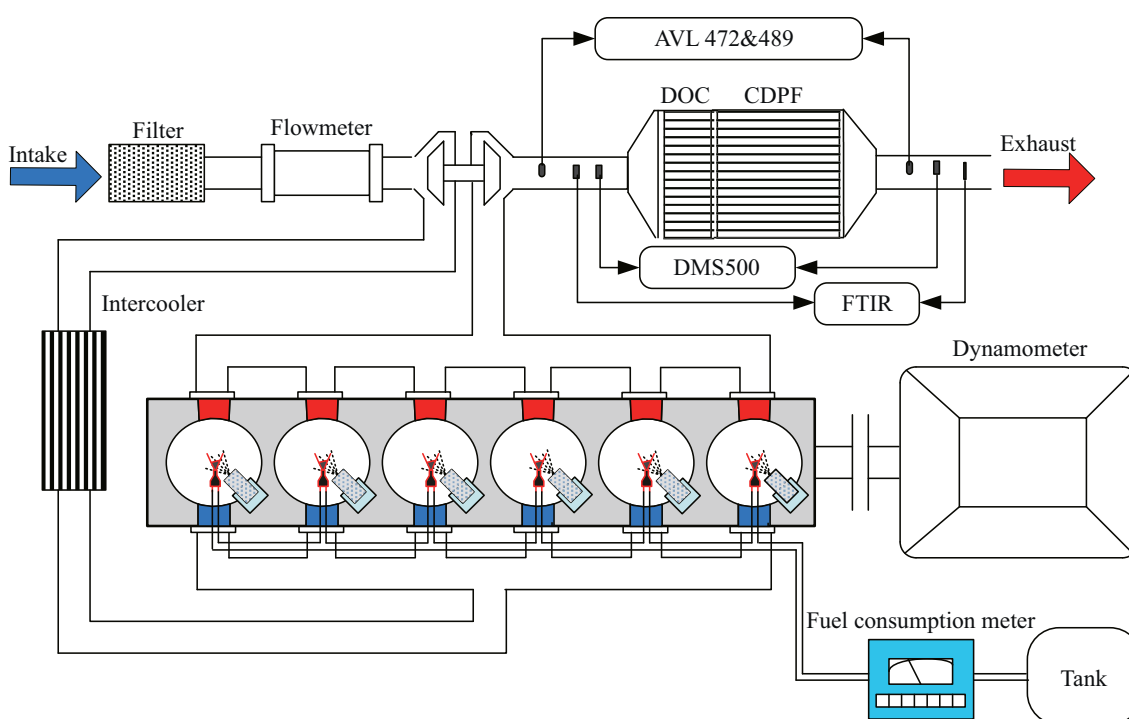 AVL 472&489
DOC CDPF
Filter
Flowmeter
Intake
Exhaust
DMS500
FTIR
Intercooler
Dynamometer
Fuel consumption meter
Tank